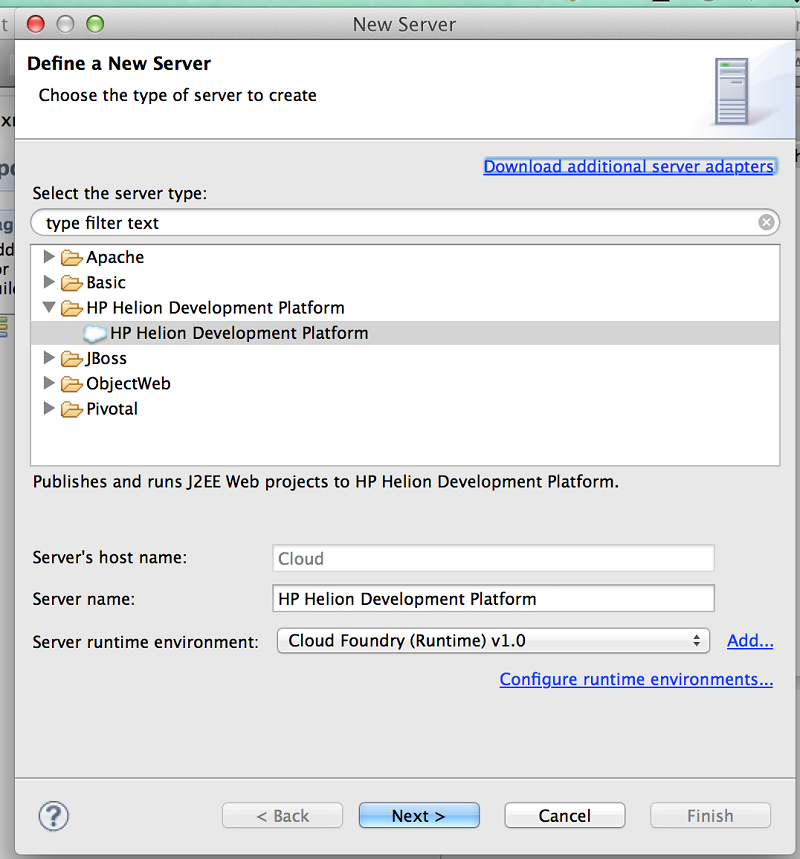 New Server
Define a New Server
Choose the type of server to create
Download additional server adapters
Select the server type:
type filter text
Apache
Basic
HP Helion Development Platform
HP Helion Development Platform
JBoss
ObjectWeb
Pivotal
Publishes and runs J2EE Web projects to HP Helion Development Platform.
Server's host name: Cloud
Server name: HP Helion Development Platform
Server runtime environment: Cloud Foundry (Runtime) v1.0 Add...
Configure runtime environments...
? < Back Next > Cancel Finish